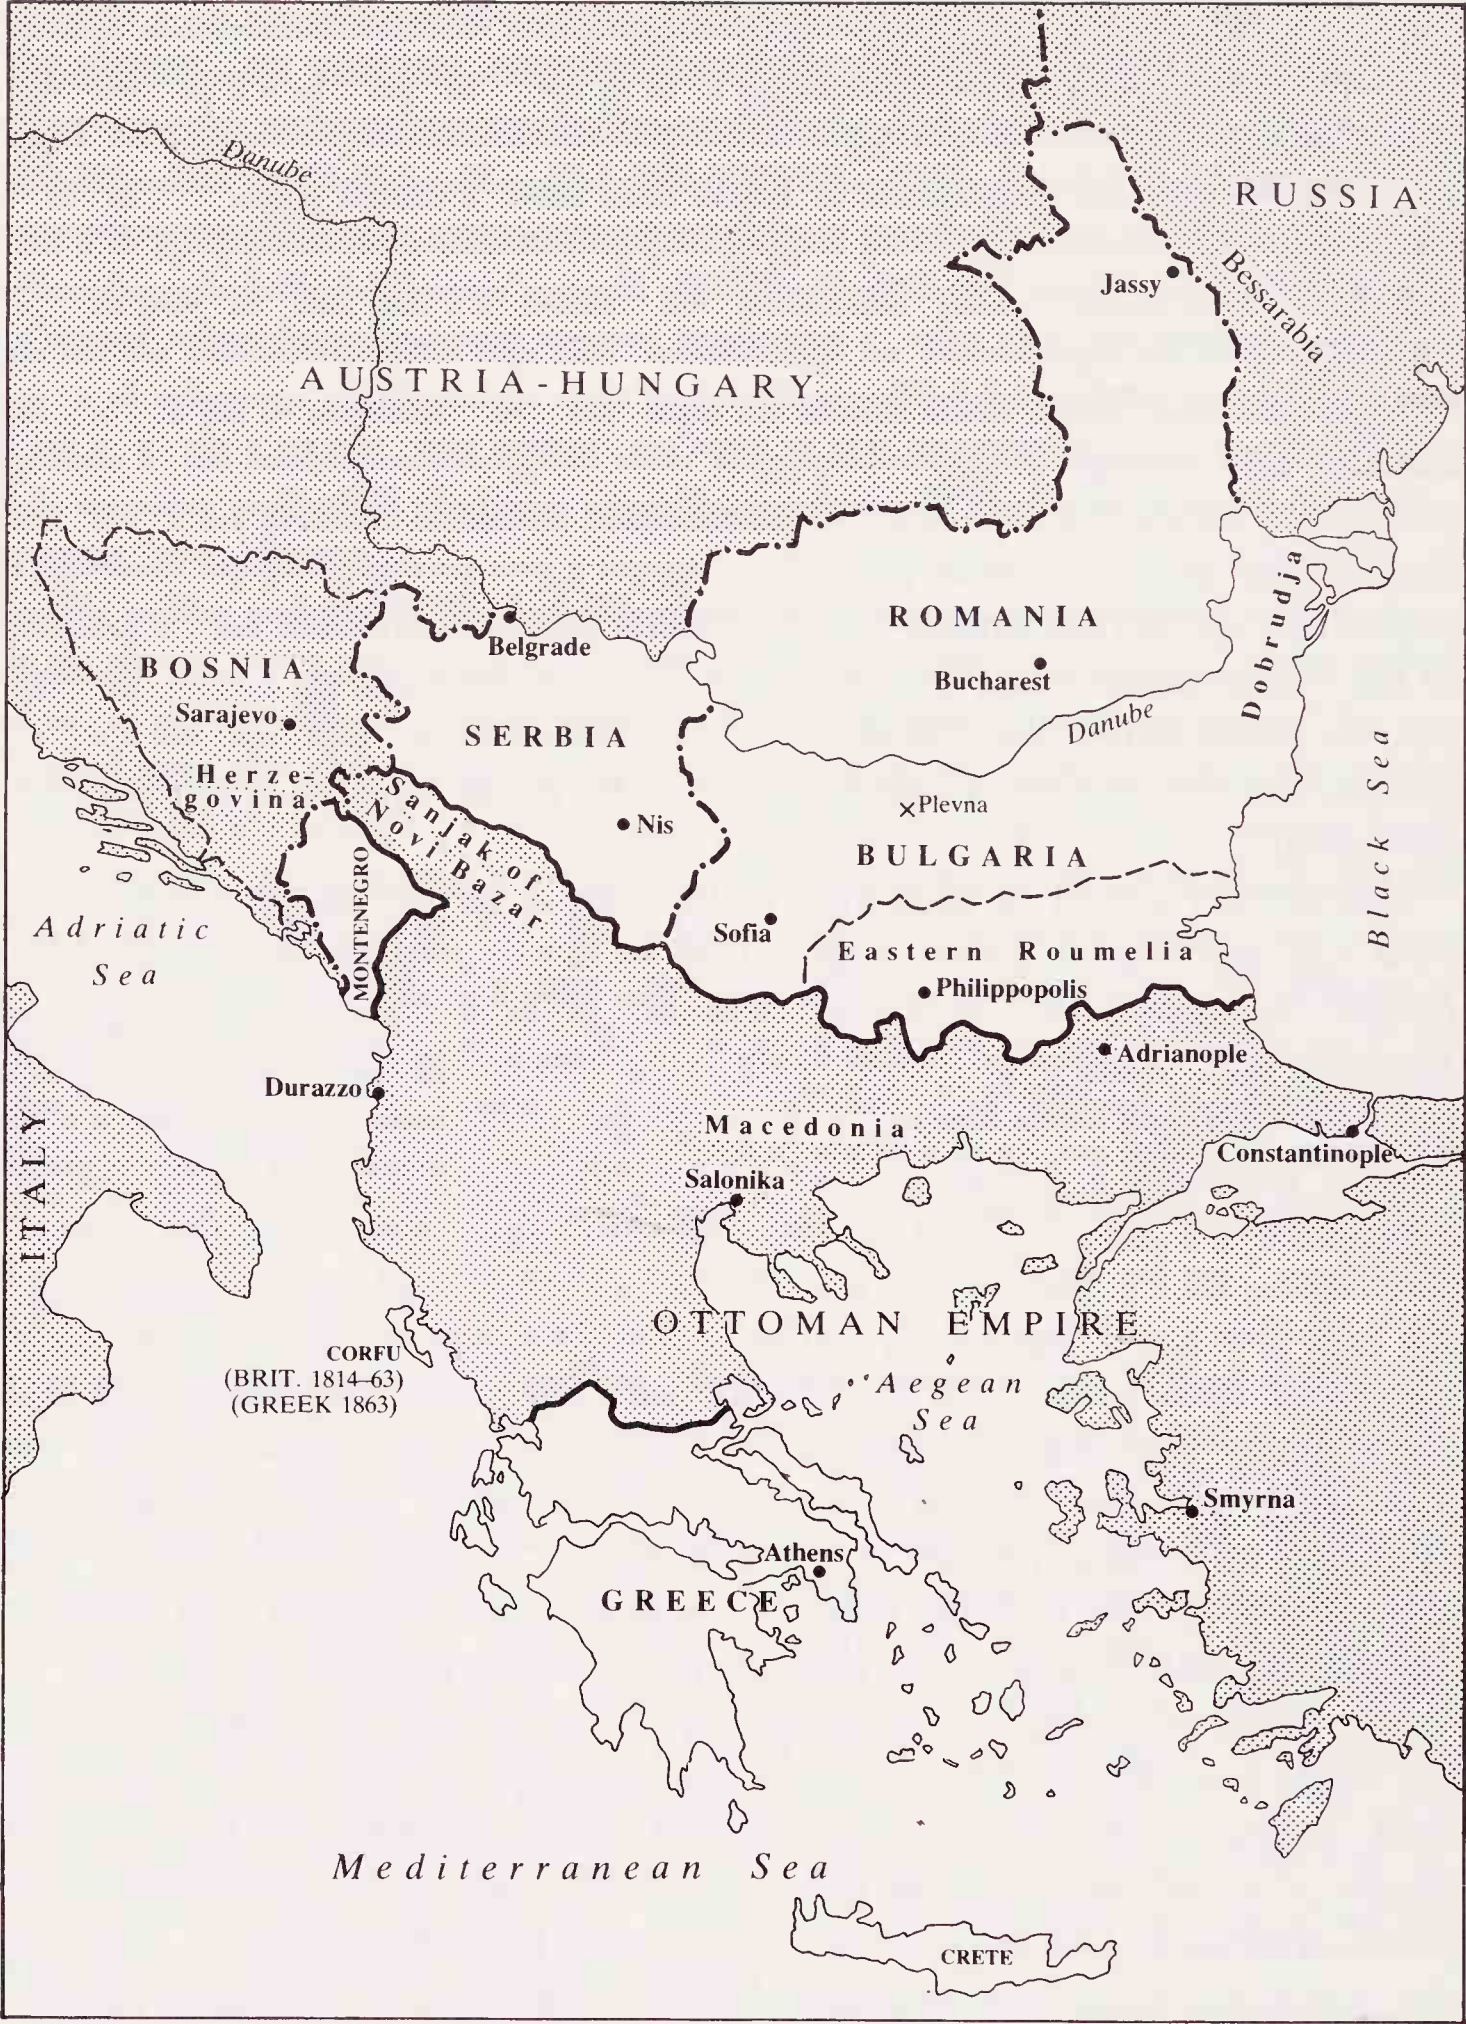 Danube
RUSSIA
Bessarabia
Jassy
AUSTRIA-HUNGARY
ROMANIA
Belgrade
Dobrudja
BOSNIA
Bucharest
Sarajevo
SERBIA
Danube
Herze-
govina
Sanjak of
Novi Bazar
Nis
Plevna
Black Sea
BULGARIA
MONTENEGRO
Adriatic
Sea
Sofia
Eastern Roumelia
Philippopolis
Adrianople
Durazzo
ITALY
Macedonia
Constantinople
Salonika
OTTOMAN EMPIRE
CORFU
(BRIT. 1814–63)
(GREEK 1863)
Aegean
Sea
Smyrna
Athens
GREECE
Mediterranean Sea
CRETE